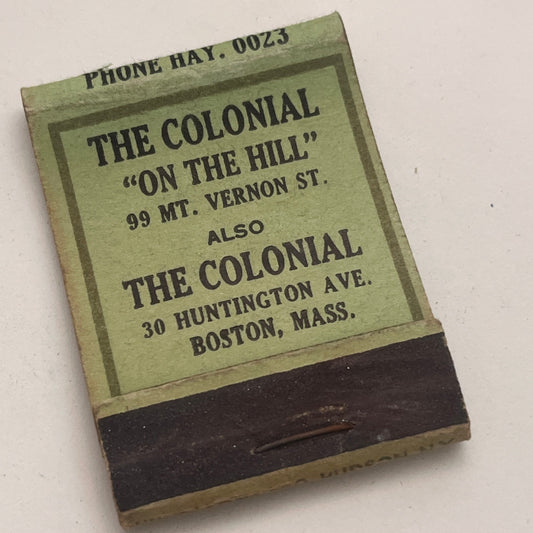 PHONE HAY. 0023
THE COLONIAL
"ON THE HILL"
99 MT. VERNON ST.
ALSO
THE COLONIAL
30 HUNTINGTON AVE.
BOSTON, MASS.
HUDSON, N.Y.